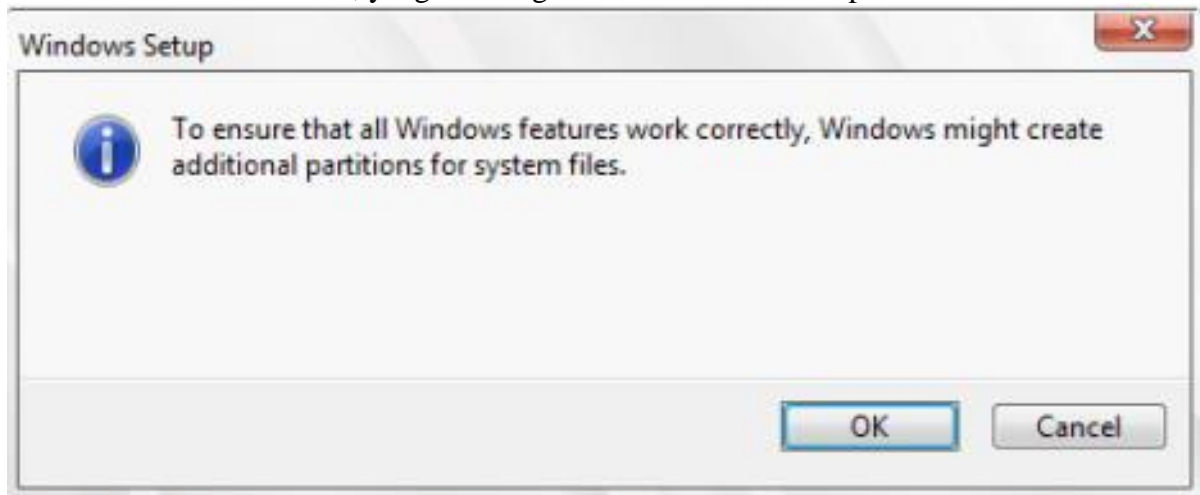 Windows Setup
To ensure that all Windows features work correctly, Windows might create
additional partitions for system files.
OK Cancel